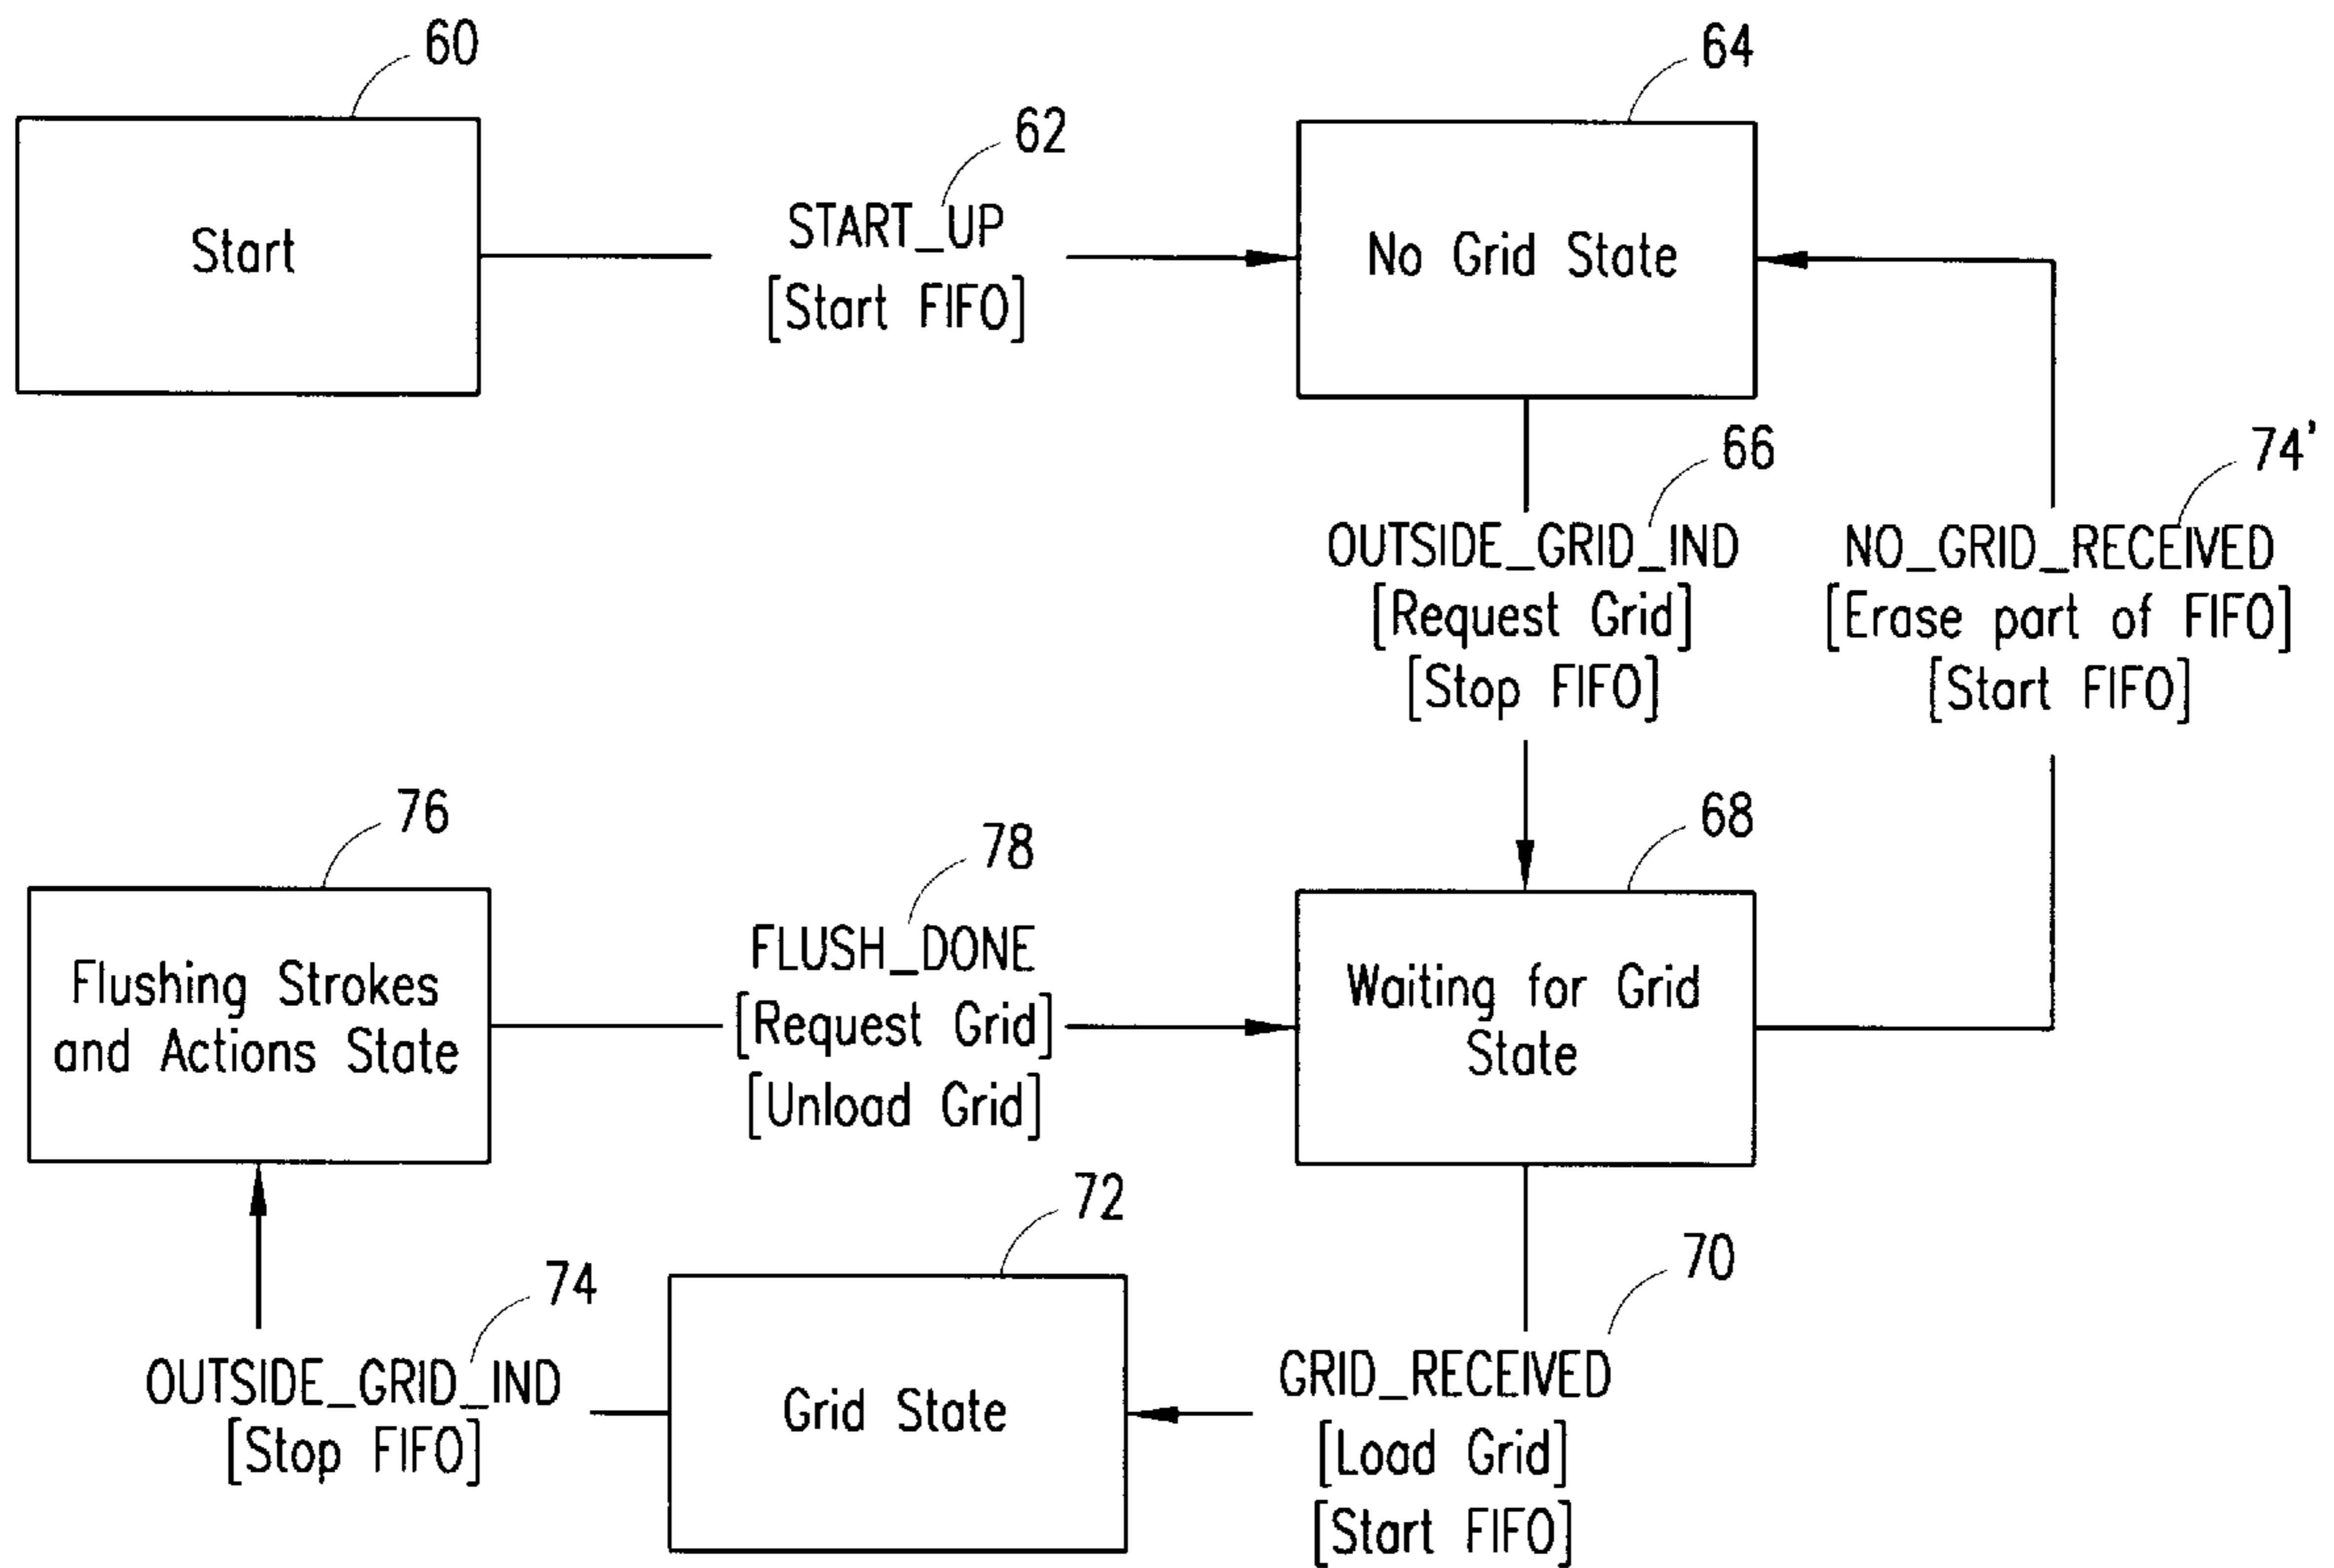 60
Start
62
START_UP
[Start FIFO]
64
No Grid State
66
OUTSIDE_GRID_IND
[Request Grid]
[Stop FIFO]
74'
NO_GRID_RECEIVED
[Erase part of FIFO]
[Start FIFO]
76
Flushing Strokes
and Actions State
78
FLUSH_DONE
[Request Grid]
[Unload Grid]
68
Waiting for Grid
State
74
OUTSIDE_GRID_IND
[Stop FIFO]
72
Grid State
70
GRID_RECEIVED
[Load Grid]
[Start FIFO]